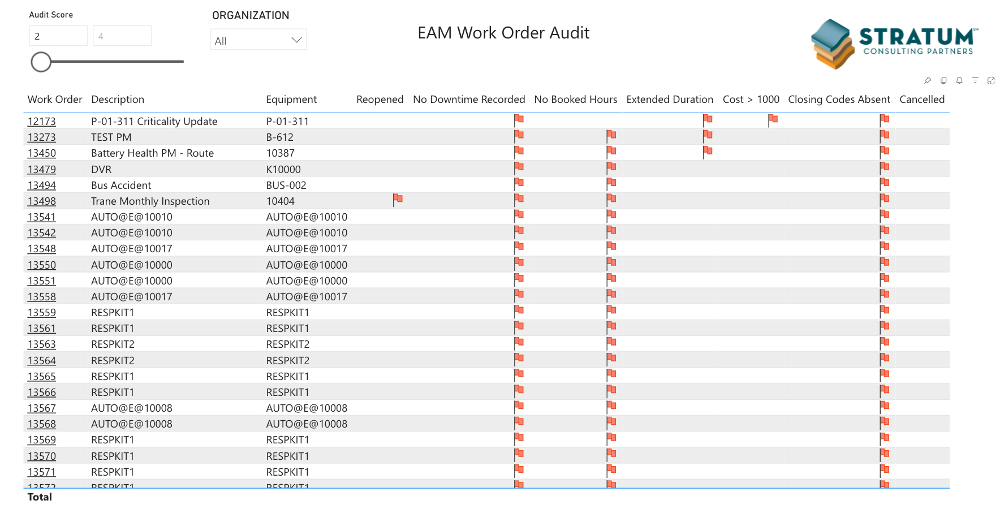 Audit Score
2
4
ORGANIZATION
All
EAM Work Order Audit
STRATUM SM
CONSULTING PARTNERS
Work Order Description Equipment Reopened No Downtime Recorded No Booked Hours Extended Duration Cost > 1000 Closing Codes Absent Cancelled
12173 P-01-311 Criticality Update P-01-311
13273 TEST PM B-612
13450 Battery Health PM - Route 10387
13479 DVR K10000
13494 Bus Accident BUS-002
13498 Trane Monthly Inspection 10404
13541 AUTO@E@10010 AUTO@E@10010
13542 AUTO@E@10010 AUTO@E@10010
13548 AUTO@E@10017 AUTO@E@10017
13550 AUTO@E@10000 AUTO@E@10000
13551 AUTO@E@10000 AUTO@E@10000
13558 AUTO@E@10017 AUTO@E@10017
13559 RESPKIT1 RESPKIT1
13561 RESPKIT1 RESPKIT1
13563 RESPKIT2 RESPKIT2
13564 RESPKIT2 RESPKIT2
13565 RESPKIT1 RESPKIT1
13566 RESPKIT1 RESPKIT1
13567 AUTO@E@10008 AUTO@E@10008
13568 AUTO@E@10008 AUTO@E@10008
13569 RESPKIT1 RESPKIT1
13570 RESPKIT1 RESPKIT1
13571 RESPKIT1 RESPKIT1
13572 RESPKIT1 RESPKIT1
Total